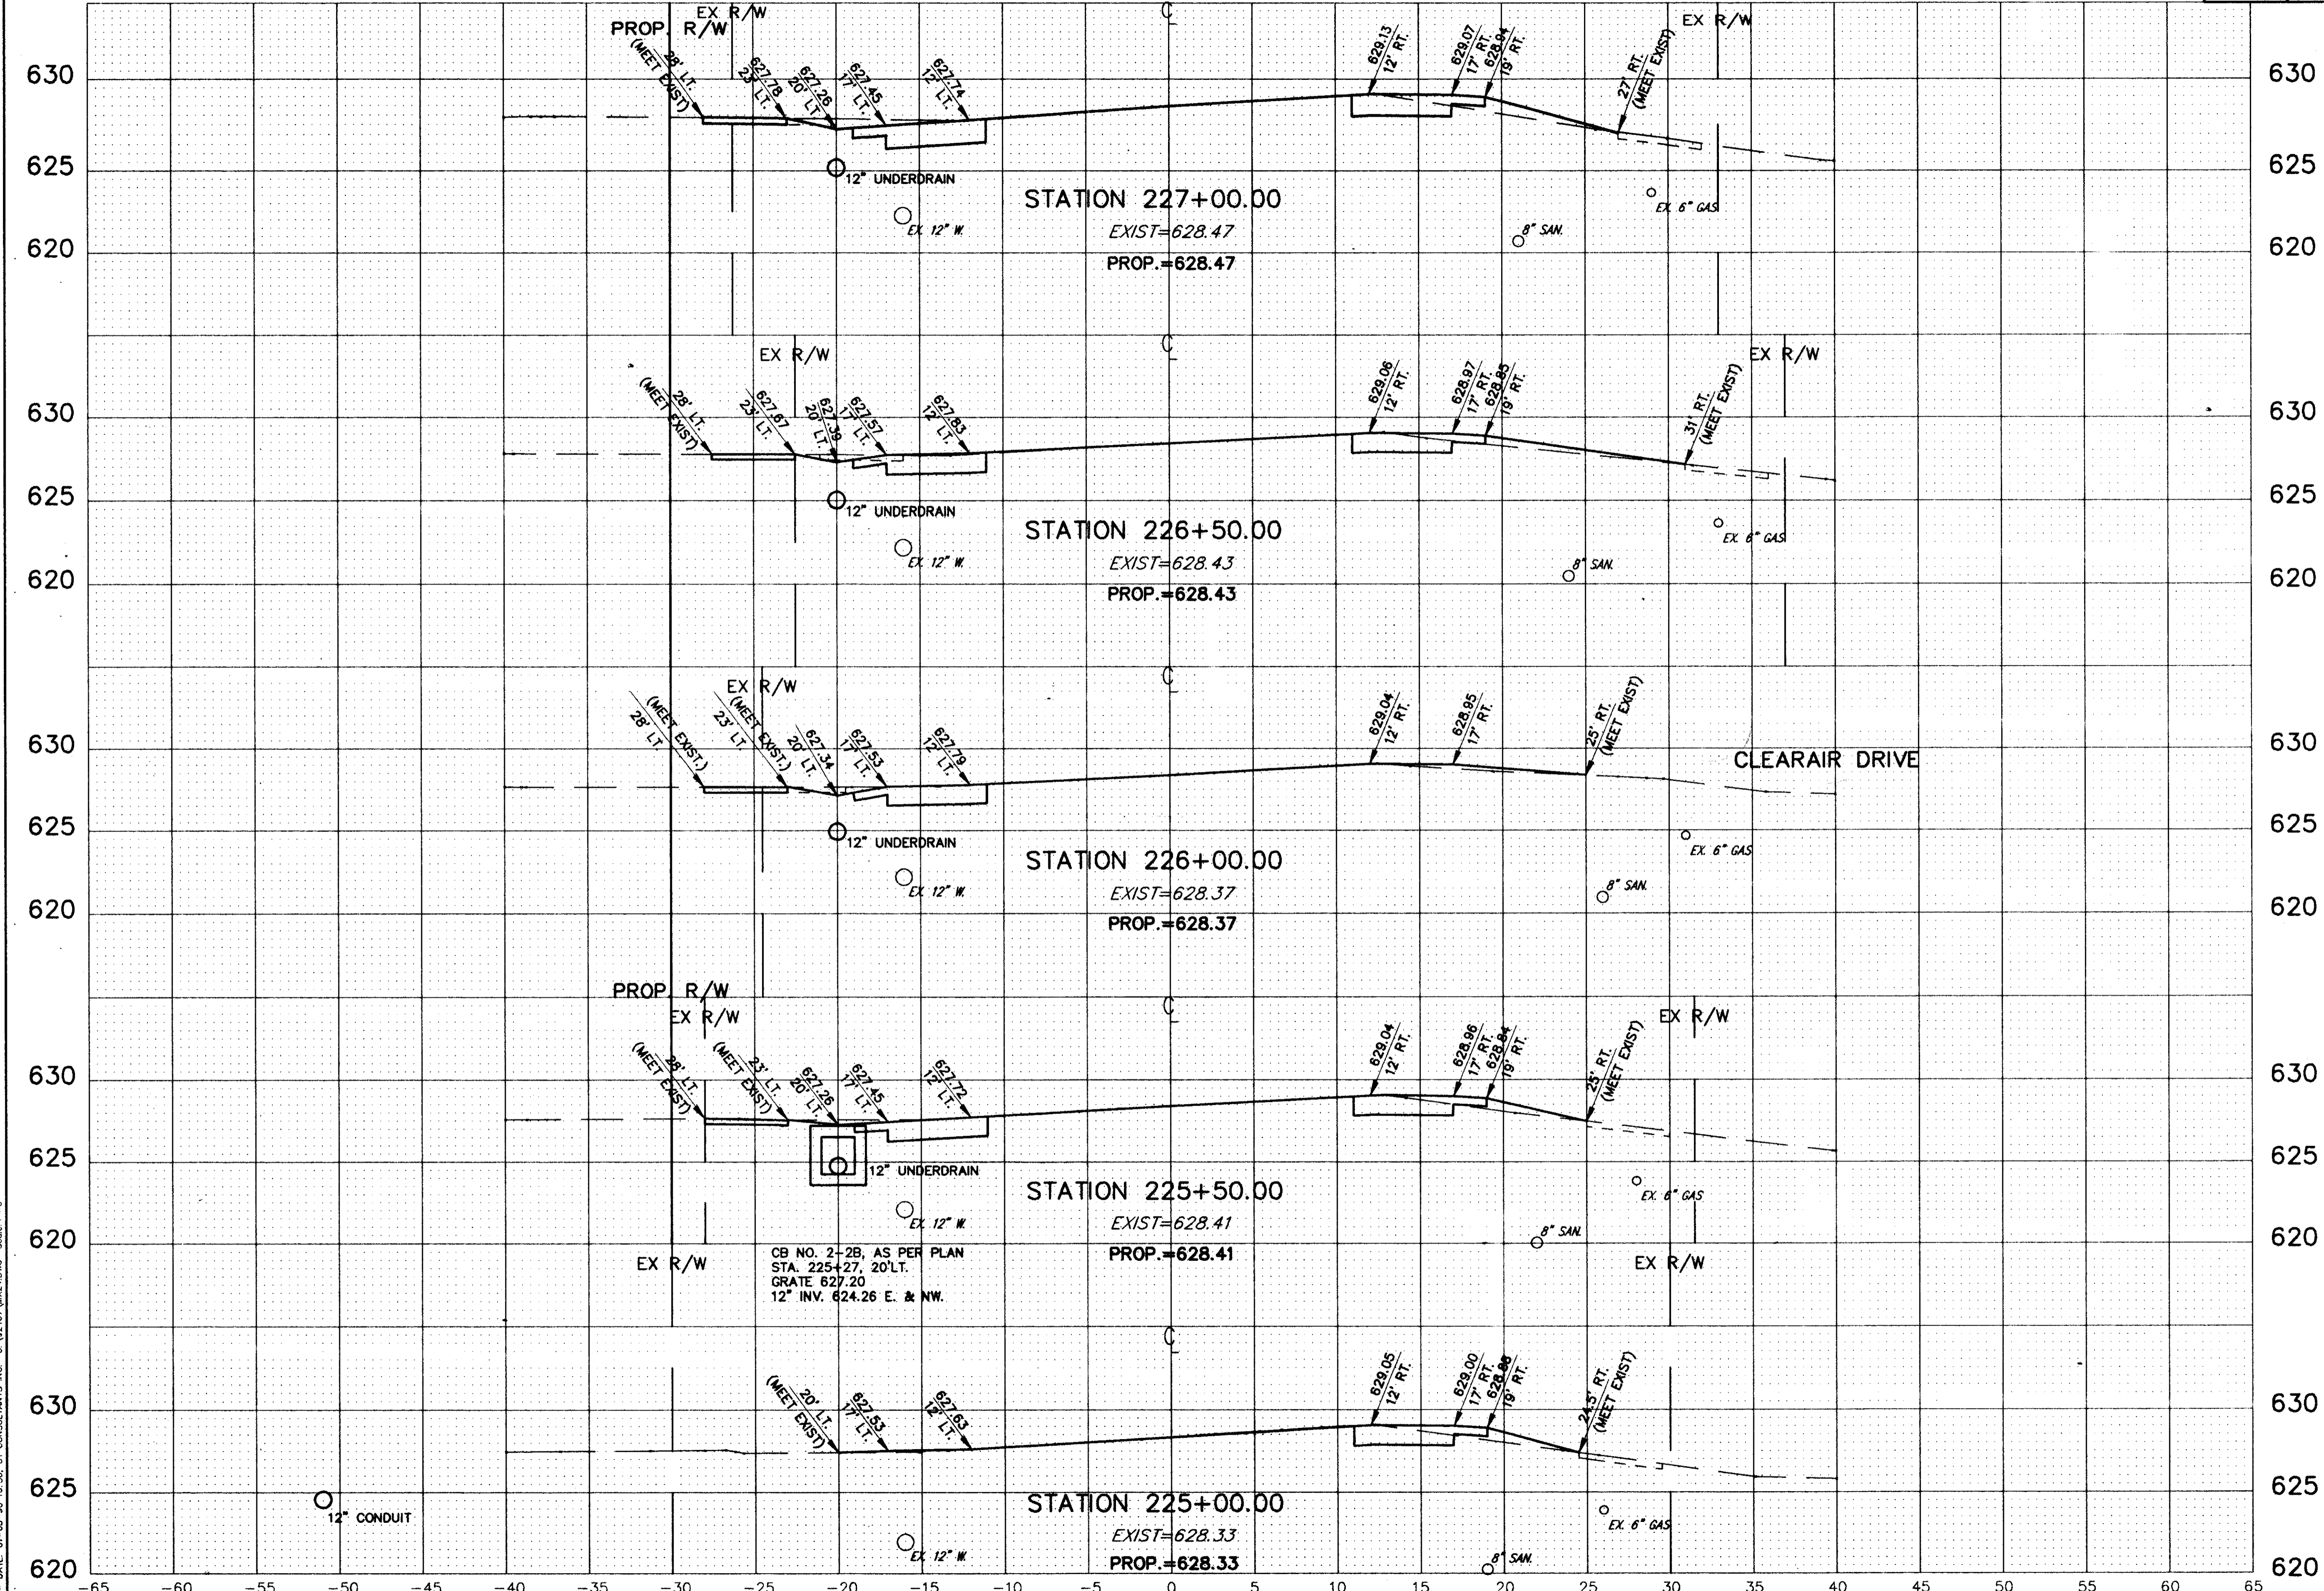 EX R/W
PROP. R/W
EX R/W
℄
28' LT.
(MEET EXIST)
627.78
23' LT.
627.26
20' LT.
627.45
17' LT.
627.74
12' LT.
629.13
12' RT.
629.07
17' RT.
628.94
19' RT.
27' RT.
(MEET EXIST)
630
630
625
625
620
620
12" UNDERDRAIN
EX. 12" W.
8" SAN.
EX. 6" GAS
STATION 227+00.00
EXIST=628.47
PROP.=628.47
EX R/W
EX R/W
℄
28' LT.
(MEET EXIST)
627.67
23' LT.
627.39
20' LT.
627.57
17' LT.
627.83
12' LT.
629.06
12' RT.
628.97
17' RT.
628.85
19' RT.
31' RT.
(MEET EXIST)
630
630
625
625
620
620
12" UNDERDRAIN
EX. 12" W.
8" SAN.
EX. 6" GAS
STATION 226+50.00
EXIST=628.43
PROP.=628.43
EX R/W
℄
(MEET EXIST.)
28' LT.
(MEET EXIST.)
23' LT.
627.34
20' LT.
627.53
17' LT.
627.79
12' LT.
629.04
12' RT.
628.95
17' RT.
25' RT.
(MEET EXIST)
CLEARAIR DRIVE
630
630
625
625
620
620
12" UNDERDRAIN
EX. 12" W.
8" SAN.
EX. 6" GAS
STATION 226+00.00
EXIST=628.37
PROP.=628.37
PROP. R/W
EX R/W
EX R/W
℄
28' LT.
(MEET EXIST)
23' LT.
(MEET EXIST)
627.26
20' LT.
627.45
17' LT.
627.72
12' LT.
629.04
12' RT.
628.96
17' RT.
628.84
19' RT.
25' RT.
(MEET EXIST)
630
630
625
625
620
620
12" UNDERDRAIN
EX. 12" W.
8" SAN.
EX. 6" GAS
STATION 225+50.00
EXIST=628.41
PROP.=628.41
CB NO. 2-2B, AS PER PLAN
STA. 225+27, 20'LT.
GRATE 627.20
12" INV. 624.26 E. & NW.
EX R/W
EX R/W
℄
20' LT.
(MEET EXIST)
627.53
17' LT.
627.63
12' LT.
629.05
12' RT.
629.00
17' RT.
628.88
19' RT.
24.5' RT.
(MEET EXIST)
630
630
625
625
620
620
12" CONDUIT
EX. 12" W.
8" SAN.
EX. 6" GAS
STATION 225+00.00
EXIST=628.33
PROP.=628.33
-65 -60 -55 -50 -45 -40 -35 -30 -25 -20 -15 -10 -5 0 5 10 15 20 25 30 35 40 45 50 55 60 65